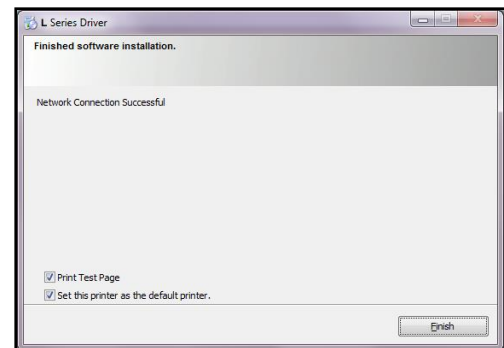 L Series Driver
Finished software installation.
Network Connection Successful
Print Test Page
Set this printer as the default printer.
Finish